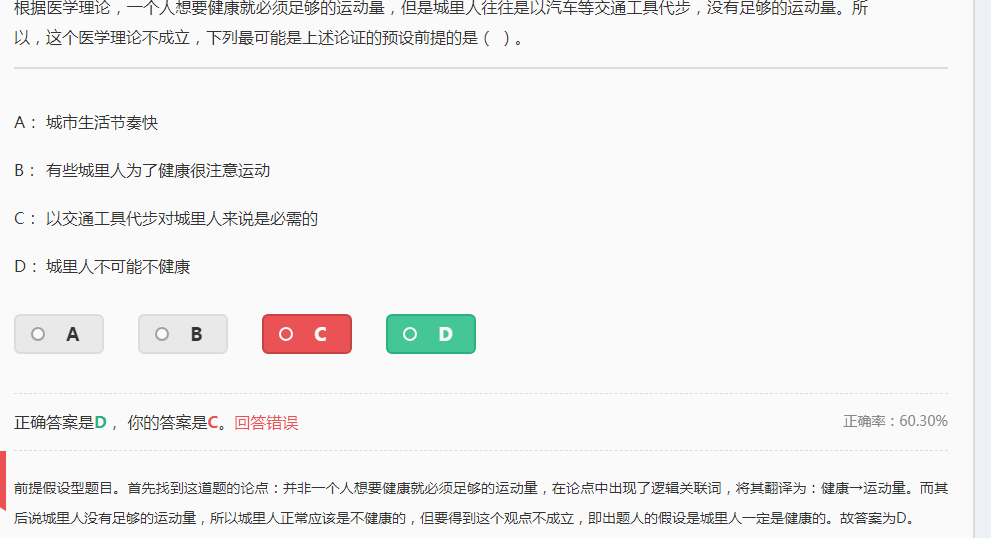 根据医学理论，一个人想要健康就必须足够的运动量，但是城里人往往是以汽车等交通工具代步，没有足够的运动量。所
以，这个医学理论不成立，下列最可能是上述论证的预设前提的是（ ）。
A： 城市生活节奏快
B： 有些城里人为了健康很注意运动
C： 以交通工具代步对城里人来说是必需的
D： 城里人不可能不健康
A B C D
正确答案是D， 你的答案是C。回答错误 正确率：60.30%
前提假设型题目。首先找到这道题的论点：并非一个人想要健康就必须足够的运动量，在论点中出现了逻辑关联词，将其翻译为：健康→运动量。而其
后说城里人没有足够的运动量，所以城里人正常应该是不健康的，但要得到这个观点不成立，即出题人的假设是城里人一定是健康的。故答案为D。